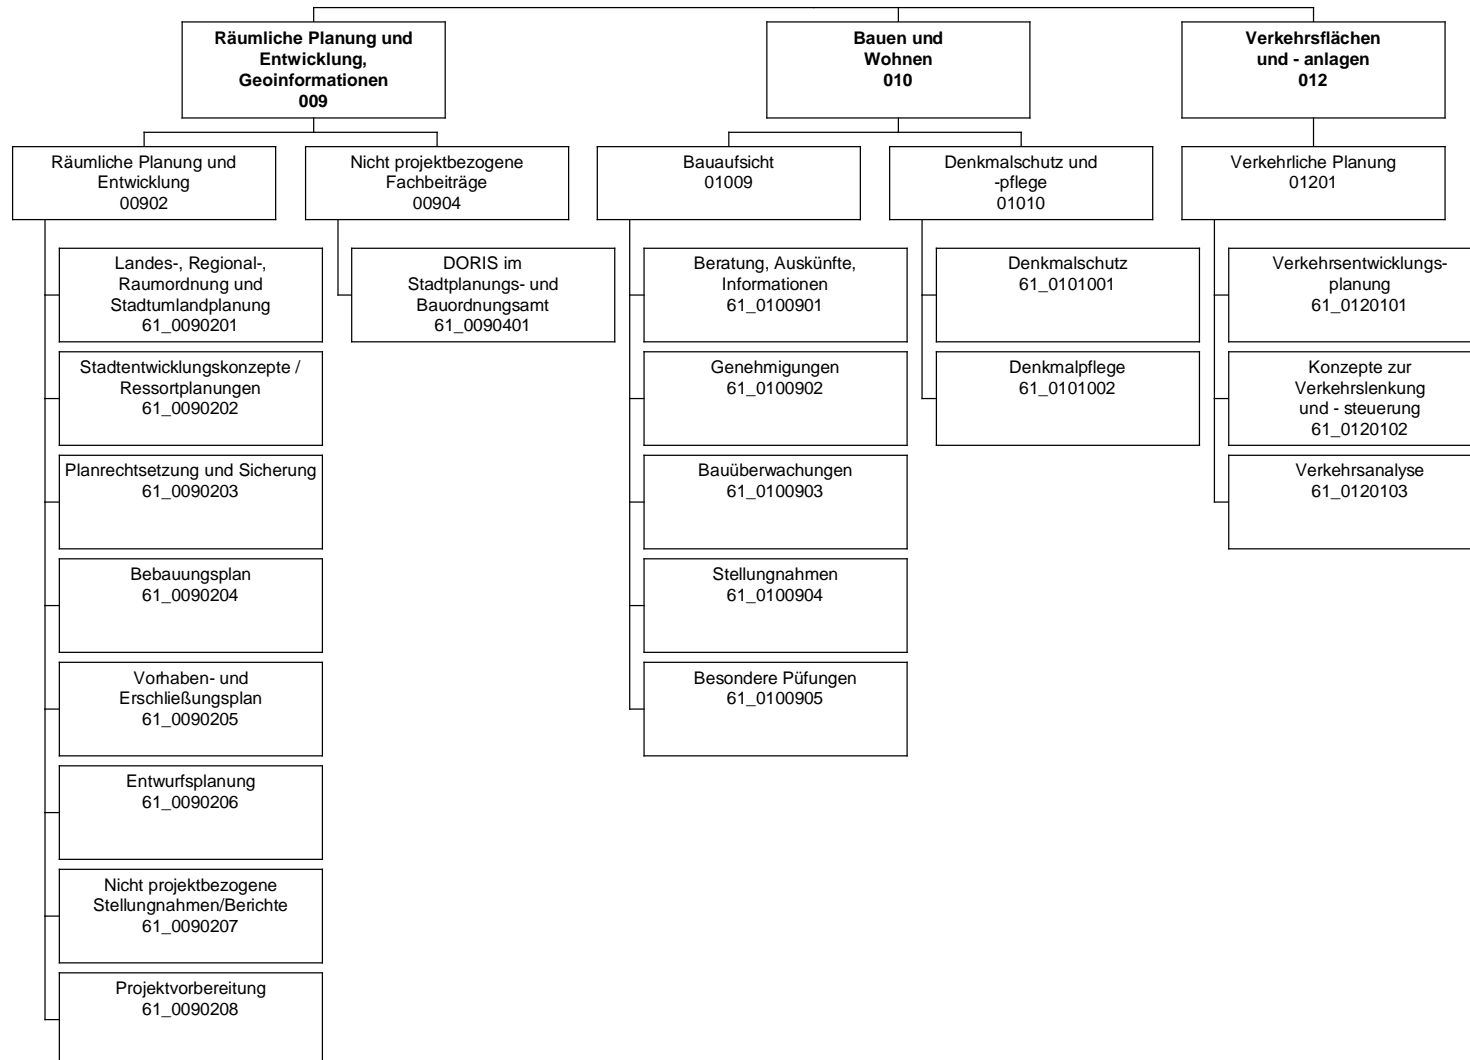 Räumliche Planung und
Entwicklung,
Geoinformationen
009
Bauen und
Wohnen
010
Verkehrsflächen
und - anlagen
012
Räumliche Planung und
Entwicklung
00902
Nicht projektbezogene
Fachbeiträge
00904
Bauaufsicht
01009
Denkmalschutz und
-pflege
01010
Verkehrliche Planung
01201
Landes-, Regional-,
Raumordnung und
Stadtumlandplanung
61_0090201
Stadtentwicklungskonzepte /
Ressortplanungen
61_0090202
Planrechtsetzung und Sicherung
61_0090203
Bebauungsplan
61_0090204
Vorhaben- und
Erschließungsplan
61_0090205
Entwurfsplanung
61_0090206
Nicht projektbezogene
Stellungnahmen/Berichte
61_0090207
Projektvorbereitung
61_0090208
DORIS im
Stadtplanungs- und
Bauordnungsamt
61_0090401
Beratung, Auskünfte,
Informationen
61_0100901
Genehmigungen
61_0100902
Bauüberwachungen
61_0100903
Stellungnahmen
61_0100904
Besondere Püfungen
61_0100905
Denkmalschutz
61_0101001
Denkmalpflege
61_0101002
Verkehrsentwicklungs-
planung
61_0120101
Konzepte zur
Verkehrslenkung
und - steuerung
61_0120102
Verkehrsanalyse
61_0120103